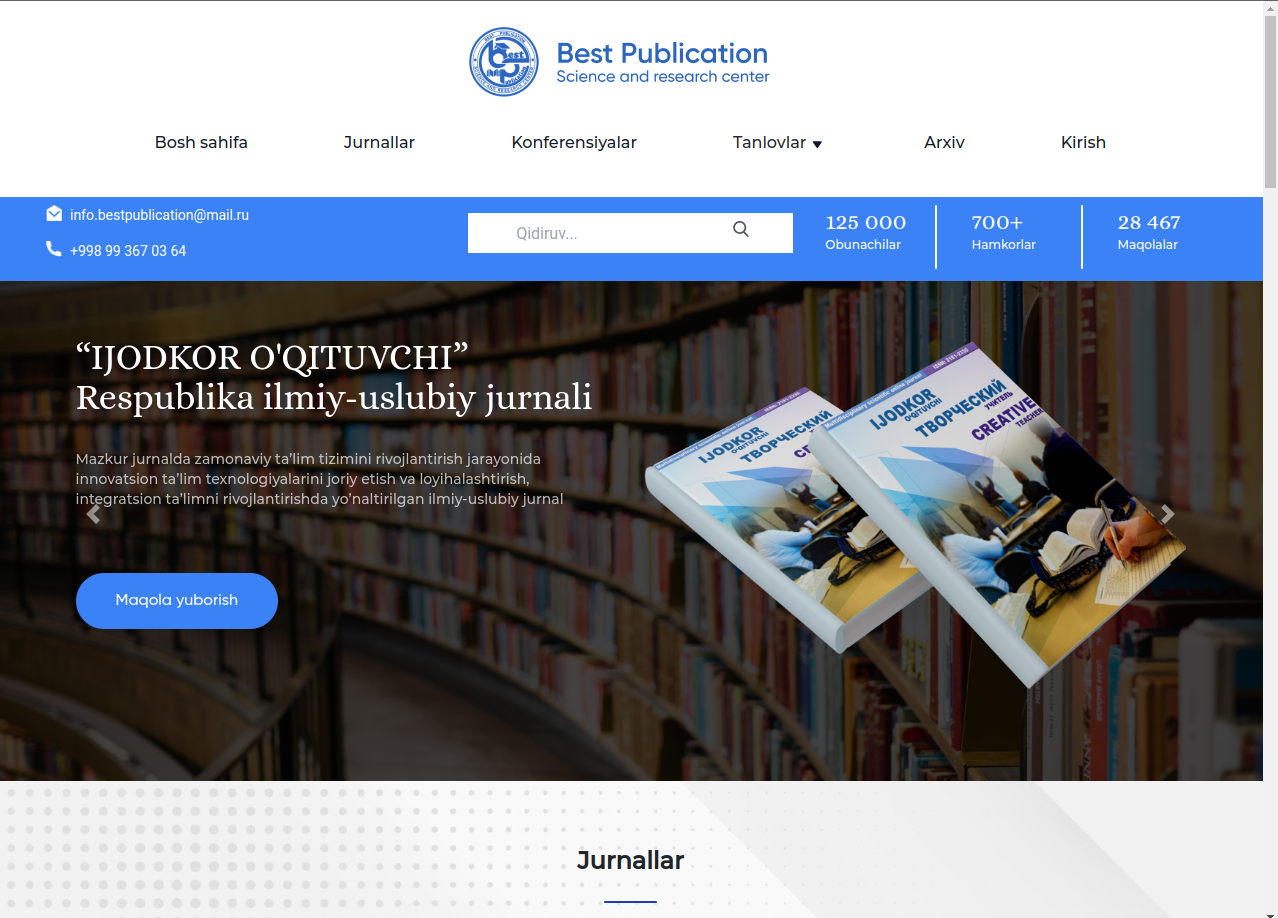 Best Publication
Science and research center
Bosh sahifa
Jurnallar
Konferensiyalar
Tanlovlar
Arxiv
Kirish
info.bestpublication@mail.ru
+998 99 367 03 64
Qidiruv...
125 000
Obunachilar
700+
Hamkorlar
28 467
Maqolalar
“IJODKOR O'QITUVCHI”
Respublika ilmiy-uslubiy jurnali
Mazkur jurnalda zamonaviy ta’lim tizimini rivojlantirish jarayonida
innovatsion ta’lim texnologiyalarini joriy etish va loyihalashtirish,
integratsion ta’limni rivojlantirishda yo’naltirilgan ilmiy-uslubiy jurnal
Maqola yuborish
IJODKOR
O'QITUVCHI
ТВОРЧЕСКИЙ
IJODKOR
O'QITUVCHI
ТВОРЧЕСКИЙ
УЧИТЕЛЬ
CREATIVE
TEACHER
Jurnallar